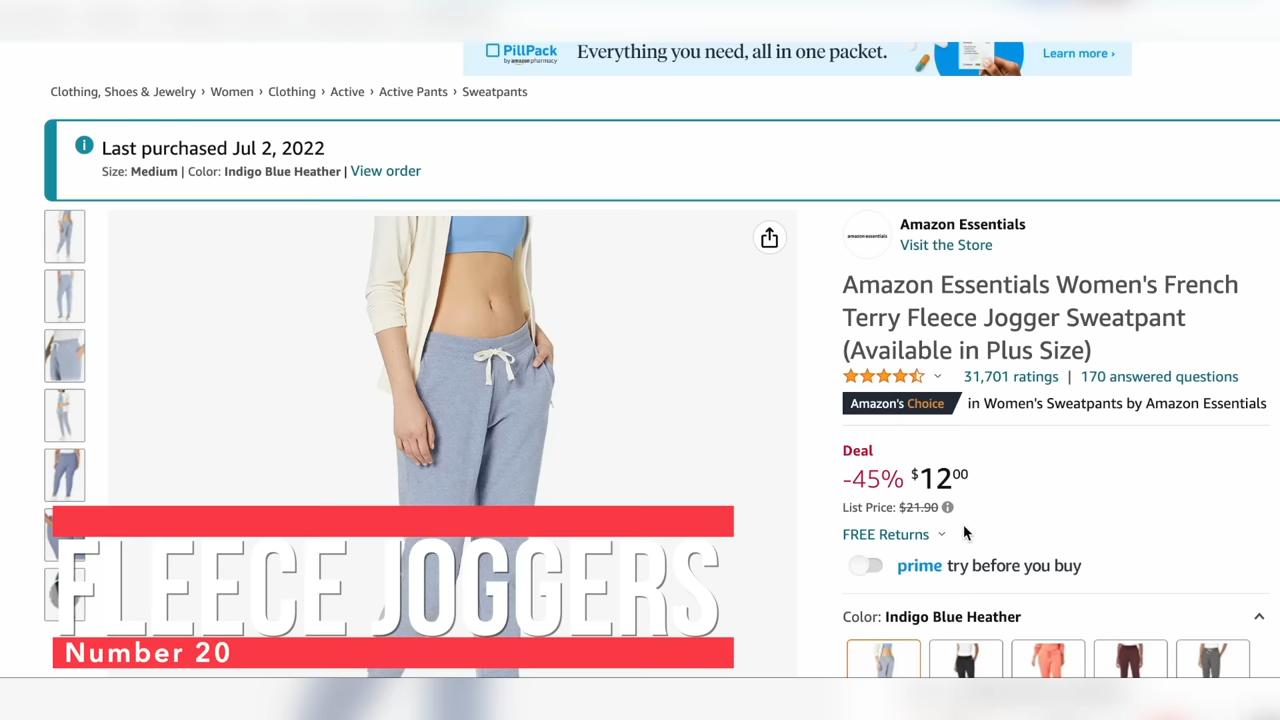 PillPack
by amazon pharmacy
Everything you need, all in one packet.
Learn more ›
Clothing, Shoes & Jewelry › Women › Clothing › Active › Active Pants › Sweatpants
Last purchased Jul 2, 2022
Size: Medium | Color: Indigo Blue Heather | View order
amazon essentials
Amazon Essentials
Visit the Store
Amazon Essentials Women's French
Terry Fleece Jogger Sweatpant
(Available in Plus Size)
31,701 ratings | 170 answered questions
Amazon's Choice in Women's Sweatpants by Amazon Essentials
Deal
-45% $1200
List Price: $21.90
FREE Returns
prime try before you buy
Color: Indigo Blue Heather
FLEECE JOGGERS
Number 20